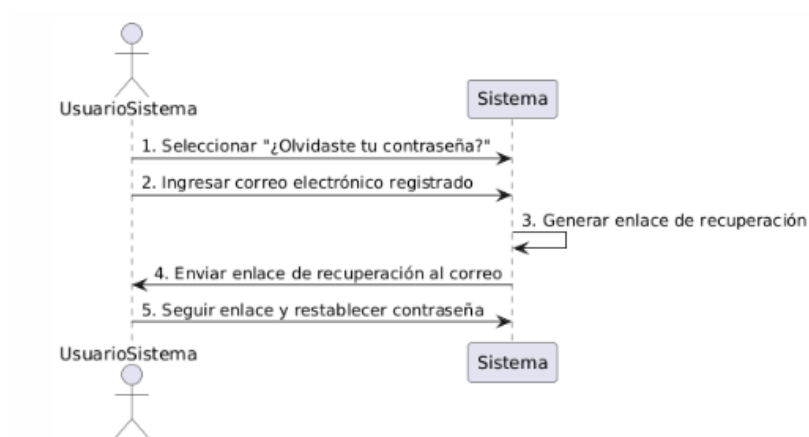 UsuarioSistema
Sistema
1. Seleccionar "¿Olvidaste tu contraseña?"
2. Ingresar correo electrónico registrado
3. Generar enlace de recuperación
4. Enviar enlace de recuperación al correo
5. Seguir enlace y restablecer contraseña
UsuarioSistema
Sistema